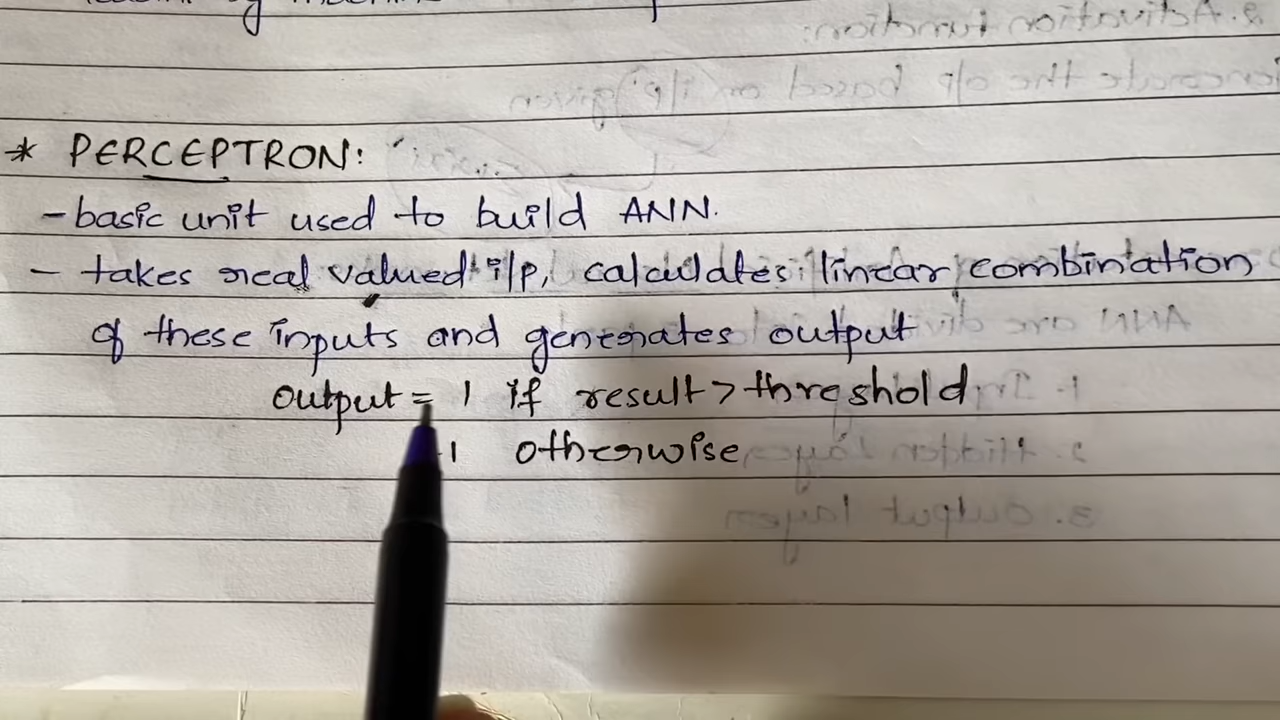 * PERCEPTRON:
- basic unit used to build ANN.
- takes real valued i/p, calculates linear combination
of these inputs and generates output
output = 1 if result > threshold
-1 otherwise